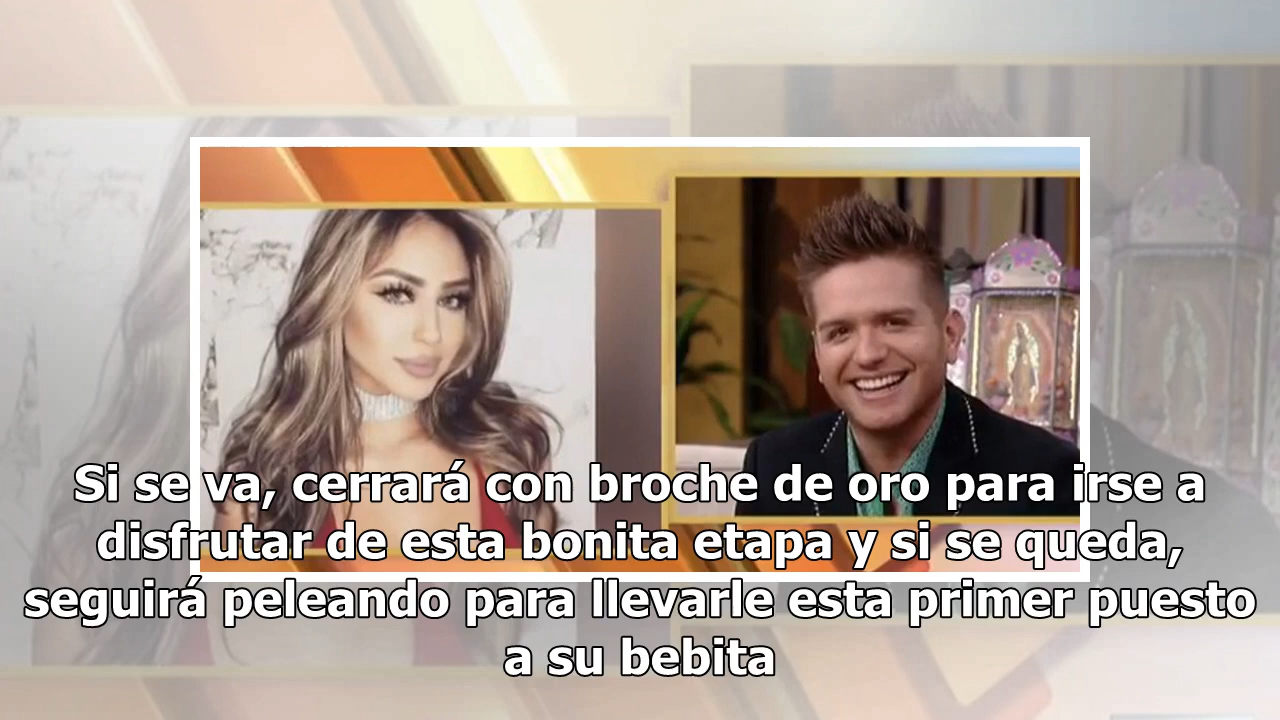 Si se va, cerrará con broche de oro para irse a
disfrutar de esta bonita etapa y si se queda,
seguirá peleando para llevarle esta primer puesto
a su bebita